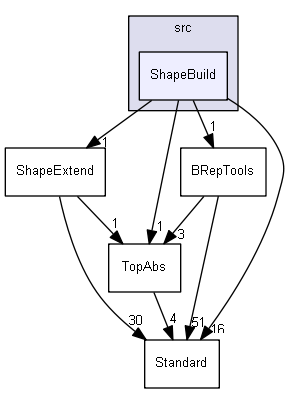 src
ShapeBuild
1
1
ShapeExtend
BRepTools
1
1
3
TopAbs
30
4
51
16
Standard